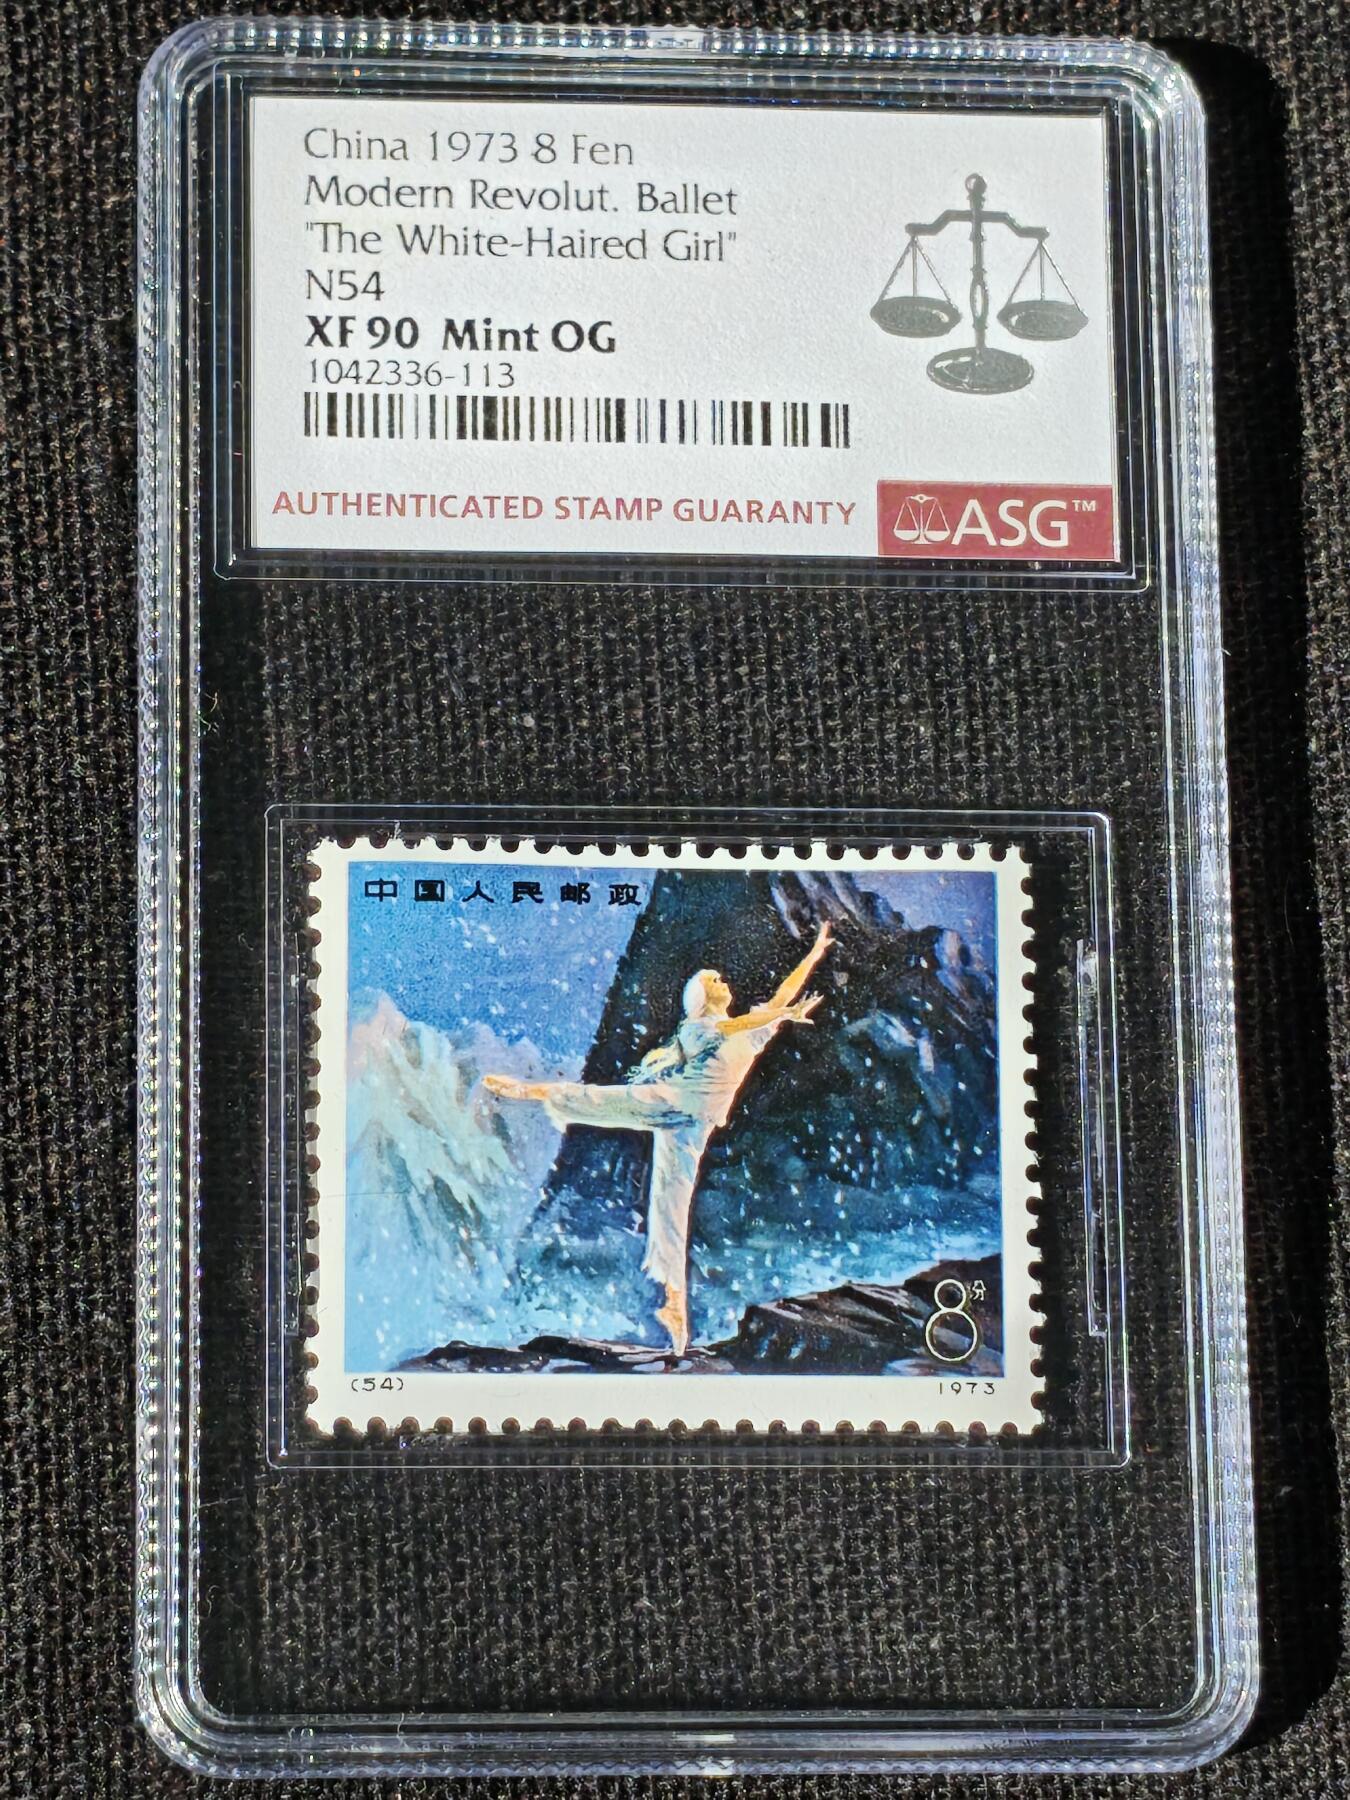 China 1973 8 Fen
Modern Revolut. Ballet
"The White-Haired Girl"
N54
XF 90 Mint OG
1042336-113
AUTHENTICATED STAMP GUARANTY
ASG™
中国人民邮政
8分
(54)
1973